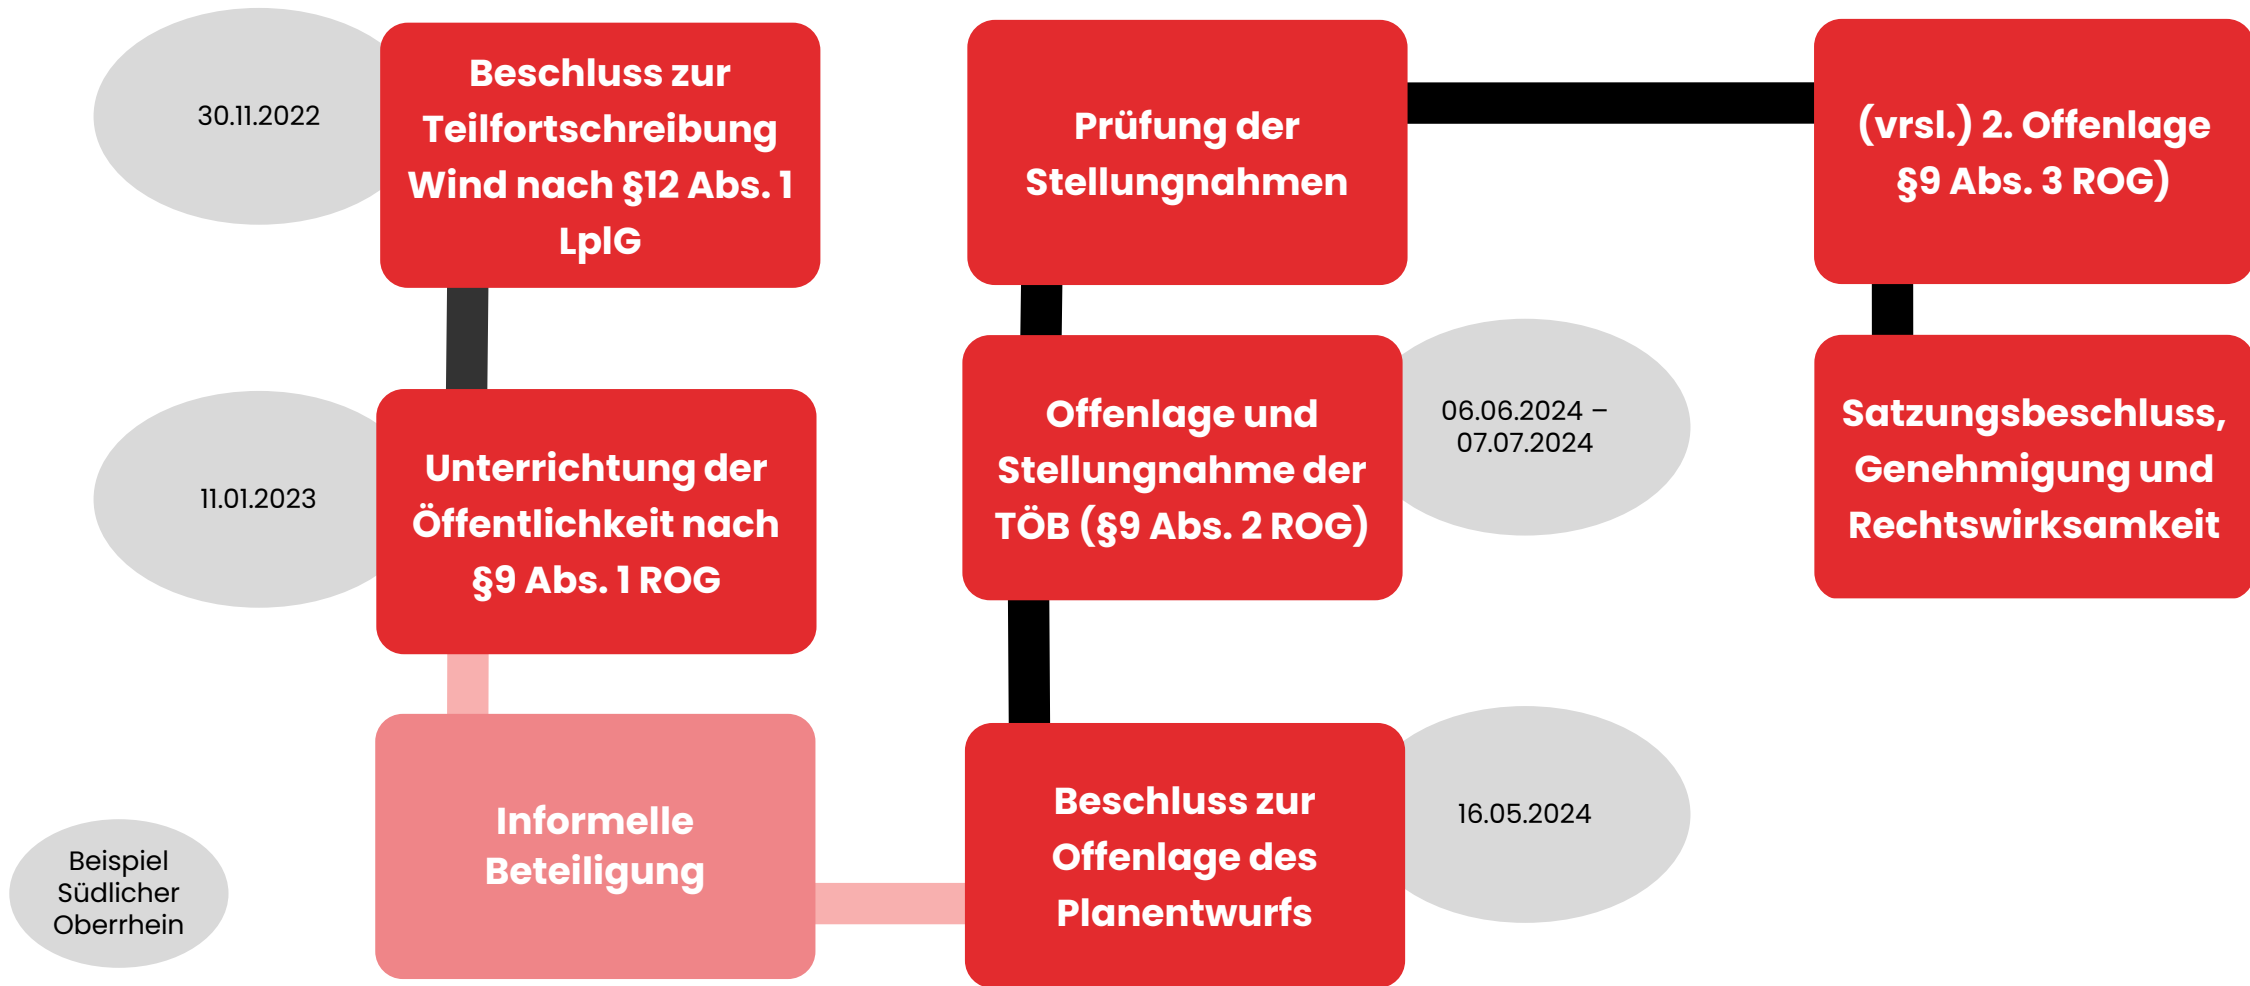 30.11.2022
Beschluss zur
Teilfortschreibung
Wind nach §12 Abs. 1
LplG
11.01.2023
Unterrichtung der
Öffentlichkeit nach
§9 Abs. 1 ROG
Informelle
Beteiligung
Beispiel
Südlicher
Oberrhein
Beschluss zur
Offenlage des
Planentwurfs
16.05.2024
Offenlage und
Stellungnahme der
TÖB (§9 Abs. 2 ROG)
06.06.2024 –
07.07.2024
Prüfung der
Stellungnahmen
(vrsl.) 2. Offenlage
§9 Abs. 3 ROG)
Satzungsbeschluss,
Genehmigung und
Rechtswirksamkeit